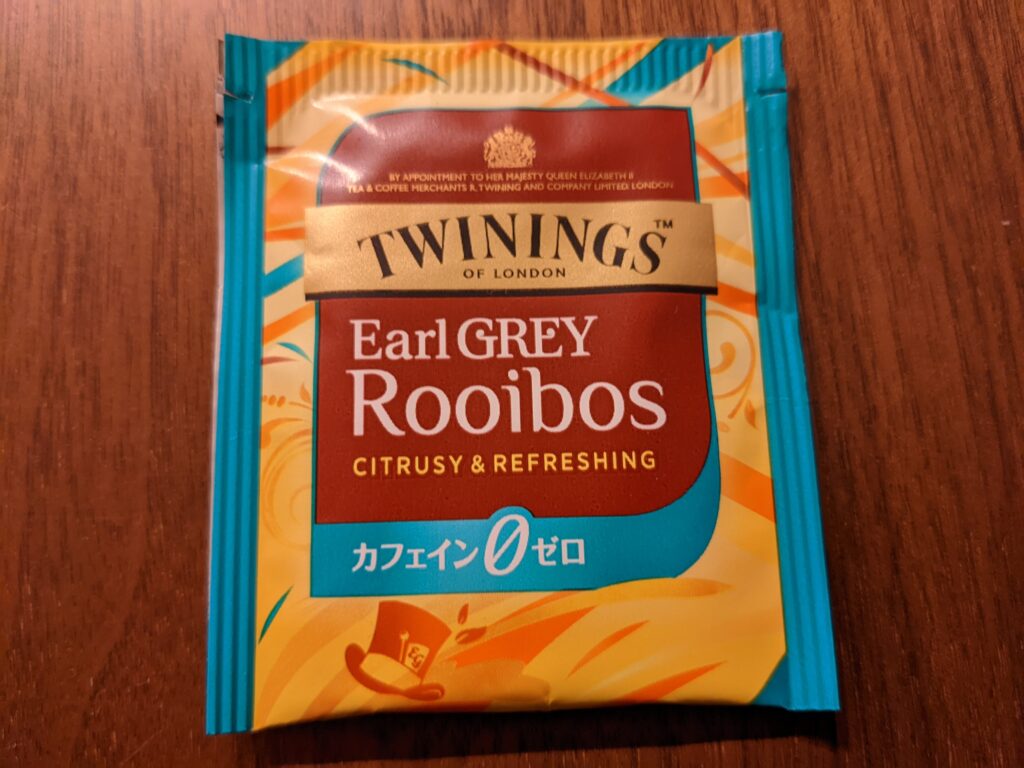 BY APPOINTMENT TO HER MAJESTY QUEEN ELIZABETH II
TEA & COFFEE MERCHANTS R. TWINING AND COMPANY LIMITED, LONDON
TWININGS™
OF LONDON
Earl GREY
Rooibos
CITRUSY & REFRESHING
カフェイン0ゼロ
EG